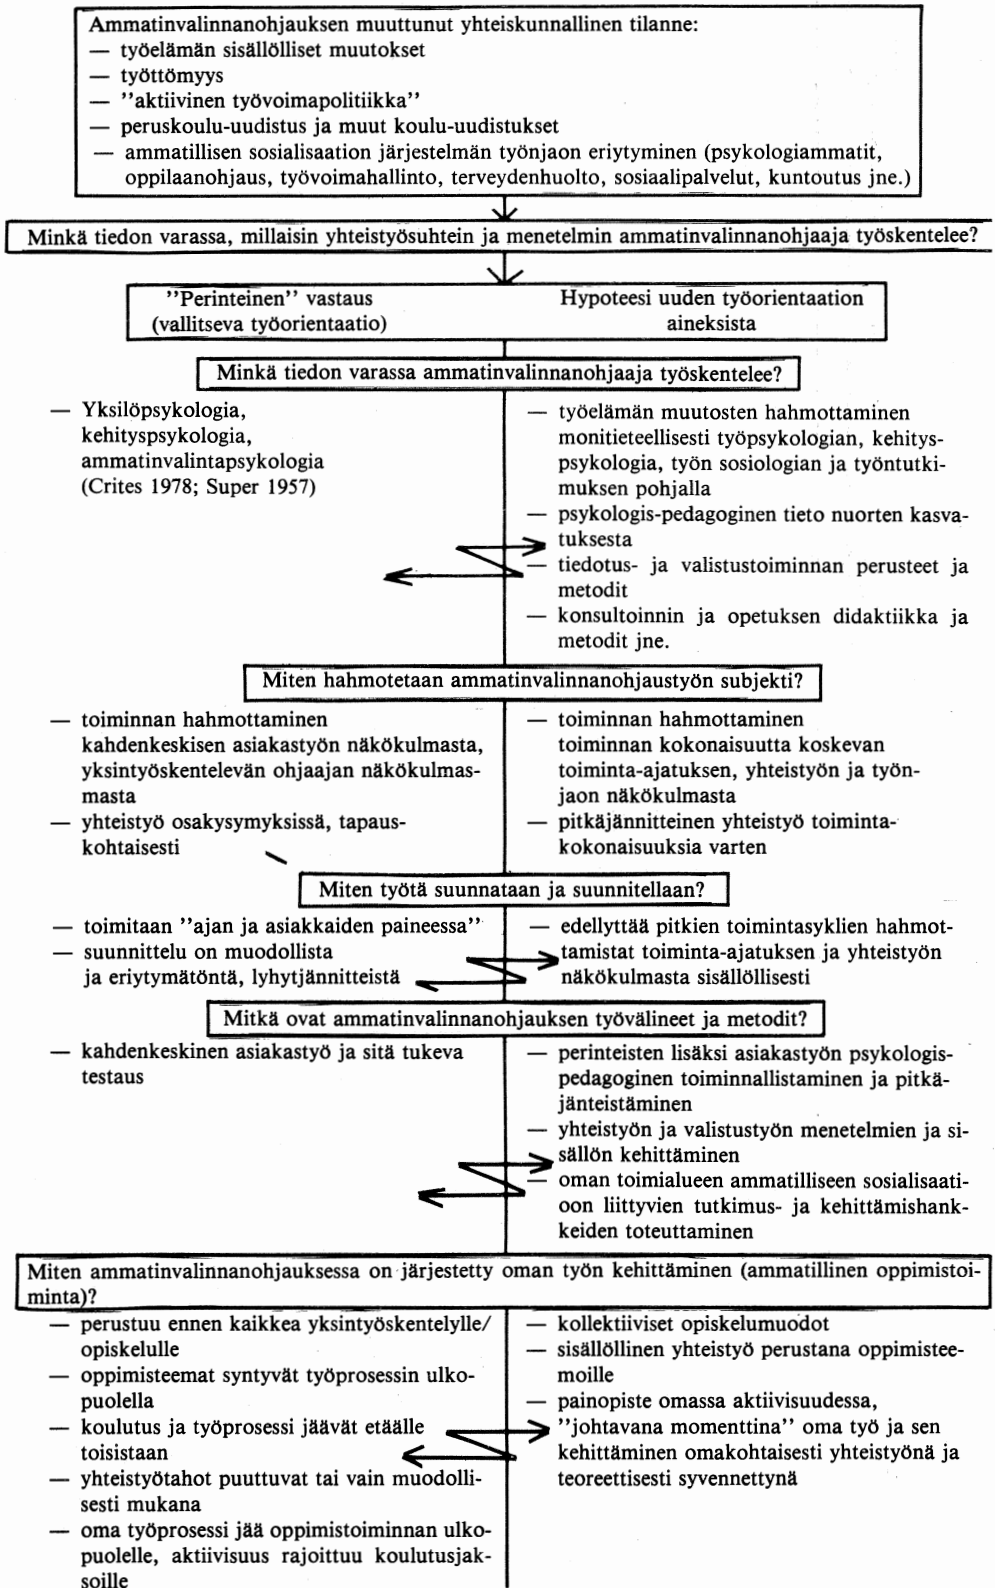 Ammatinvalinnanohjauksen muuttunut yhteiskunnallinen tilanne:
— työelämän sisällölliset muutokset
— työttömyys
— ”aktiivinen työvoimapolitiikka”
— peruskoulu-uudistus ja muut koulu-uudistukset
— ammatillisen sosialisaation järjestelmän työnjaon eriytyminen (psykologiammatit,
oppilaanohjaus, työvoimahallinto, terveydenhuolto, sosiaalipalvelut, kuntoutus jne.)
Minkä tiedon varassa, millaisin yhteistyösuhtein ja menetelmin ammatinvalinnanohjaaja työskentelee?
”Perinteinen” vastaus
(vallitseva työorientaatio)
Hypoteesi uuden työorientaation
aineksista
Minkä tiedon varassa ammatinvalinnanohjaaja työskentelee?
— Yksilöpsykologia,
kehityspsykologia,
ammatinvalintapsykologia
(Crites 1978; Super 1957)
— työelämän muutosten hahmottaminen
monitieteellisesti työpsykologian, kehitys-
psykologia, työn sosiologian ja työntutki-
muksen pohjalla
— psykologis-pedagoginen tieto nuorten kasva-
tuksesta
— tiedotus- ja valistustoiminnan perusteet ja
metodit
— konsultoinnin ja opetuksen didaktiikka ja
metodit jne.
Miten hahmotetaan ammatinvalinnanohjaustyön subjekti?
— toiminnan hahmottaminen
kahdenkeskisen asiakastyön näkökulmasta,
yksintyöskentelevän ohjaajan näkökulmas-
masta
— yhteistyö osakysymyksissä, tapaus-
kohtaisesti
— toiminnan hahmottaminen
toiminnan kokonaisuutta koskevan
toiminta-ajatuksen, yhteistyön ja työn-
jaon näkökulmasta
— pitkäjännitteinen yhteistyö toiminta-
kokonaisuuksia varten
Miten työtä suunnataan ja suunnitellaan?
— toimitaan ”ajan ja asiakkaiden paineessa”
— suunnittelu on muodollista
ja eriytymätöntä, lyhytjännitteistä
— edellyttää pitkien toimintasyklien hahmot-
tamistat toiminta-ajatuksen ja yhteistyön
näkökulmasta sisällöllisesti
Mitkä ovat ammatinvalinnanohjauksen työvälineet ja metodit?
— kahdenkeskinen asiakastyö ja sitä tukeva
testaus
— perinteisten lisäksi asiakastyön psykologis-
pedagoginen toiminnallistaminen ja pitkä-
jänteistäminen
— yhteistyön ja valistustyön menetelmien ja si-
sällön kehittäminen
— oman toimialueen ammatilliseen sosialisaati-
oon liittyvien tutkimus- ja kehittämishank-
keiden toteuttaminen
Miten ammatinvalinnanohjauksessa on järjestetty oman työn kehittäminen (ammatillinen oppimistoi-
minta)?
— perustuu ennen kaikkea yksintyöskentelylle/
opiskelulle
— oppimisteemat syntyvät työprosessin ulko-
puolella
— koulutus ja työprosessi jäävät etäälle
toisistaan
— yhteistyötahot puuttuvat tai vain muodolli-
sesti mukana
— oma työprosessi jää oppimistoiminnan ulko-
puolelle, aktiivisuus rajoittuu koulutusjak-
soille
— kollektiiviset opiskelumuodot
— sisällöllinen yhteistyö perustana oppimistee-
moille
— painopiste omassa aktiivisuudessa,
”johtavana momenttina” oma työ ja sen
kehittäminen omakohtaisesti yhteistyönä ja
teoreettisesti syvennettynä